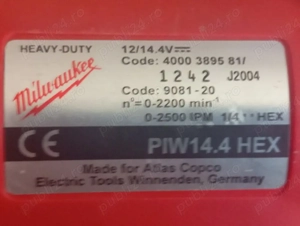 HEAVY-DUTY 12/14.4V
Milwaukee
Code: 4000 3895 81/
1242 J2004
Code: 9081-20
n° = 0-2200 min-1
0-2500 IPM 1/4" HEX
CE PIW14.4 HEX
Made for Atlas Copco
Electric Tools Winnenden, Germany